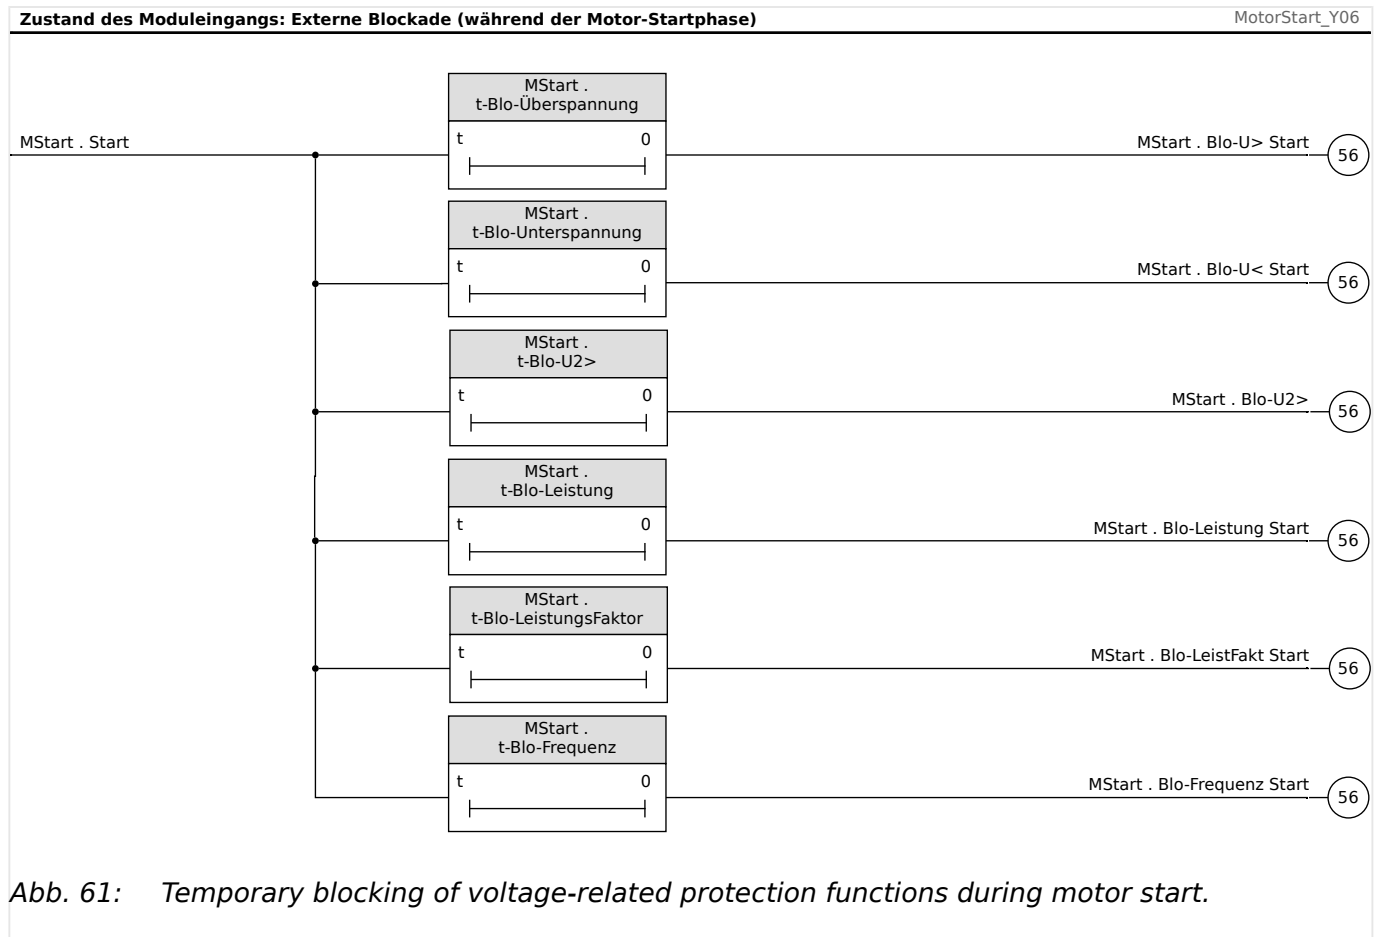 Zustand des Moduleingangs: Externe Blockade (während der Motor-Startphase)
MotorStart_Y06
MStart . Start
MStart .
t-Blo-Überspannung
t 0
MStart . Blo-U> Start
56
MStart .
t-Blo-Unterspannung
t 0
MStart . Blo-U< Start
56
MStart .
t-Blo-U2>
t 0
MStart . Blo-U2>
56
MStart .
t-Blo-Leistung
t 0
MStart . Blo-Leistung Start
56
MStart .
t-Blo-LeistungsFaktor
t 0
MStart . Blo-LeistFakt Start
56
MStart .
t-Blo-Frequenz
t 0
MStart . Blo-Frequenz Start
56
Abb. 61: Temporary blocking of voltage-related protection functions during motor start.